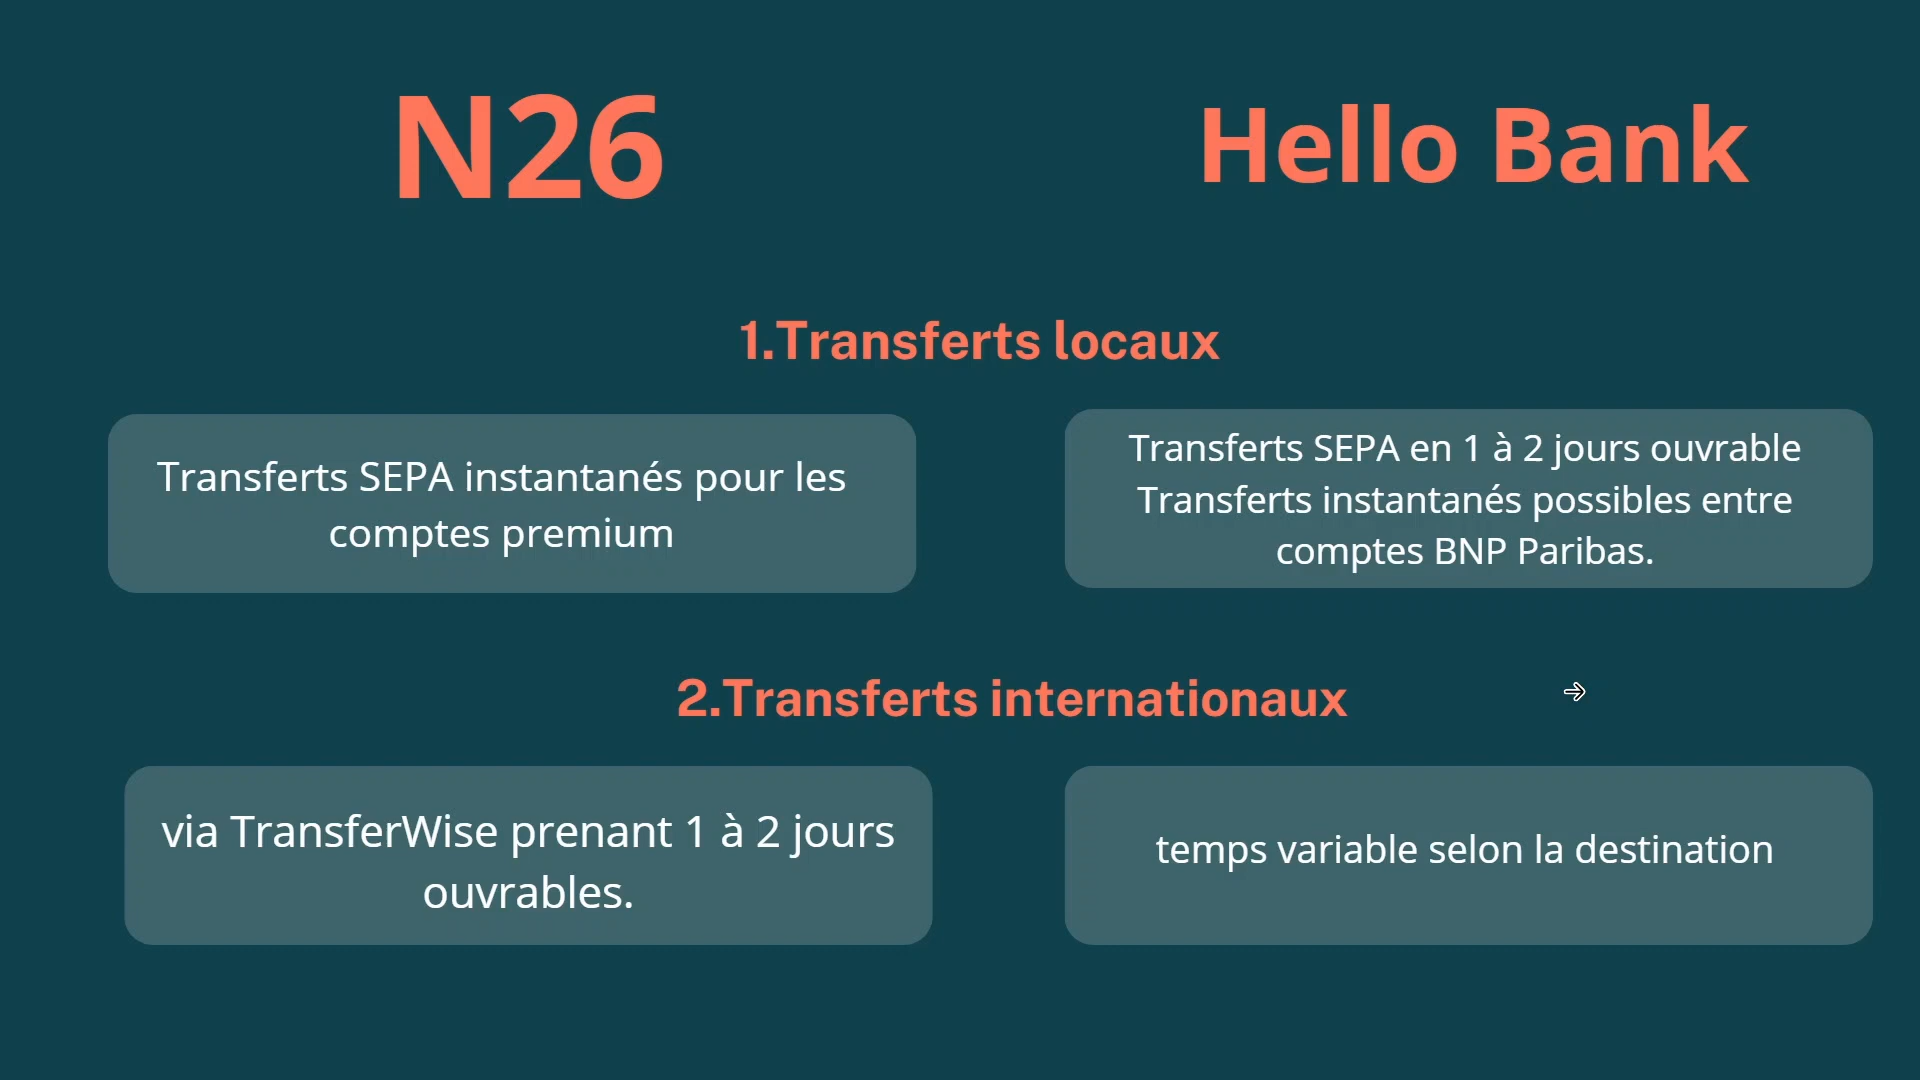 N26
Hello Bank
1.Transferts locaux
Transferts SEPA instantanés pour les
comptes premium
Transferts SEPA en 1 à 2 jours ouvrable
Transferts instantanés possibles entre
comptes BNP Paribas.
2.Transferts internationaux
via TransferWise prenant 1 à 2 jours
ouvrables.
temps variable selon la destination